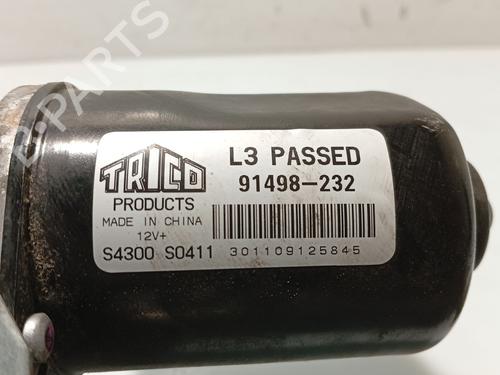 B-PARTS
TRICO
PRODUCTS
MADE IN CHINA
12V+
S4300 S0411
L3 PASSED
91498-232
301109125845